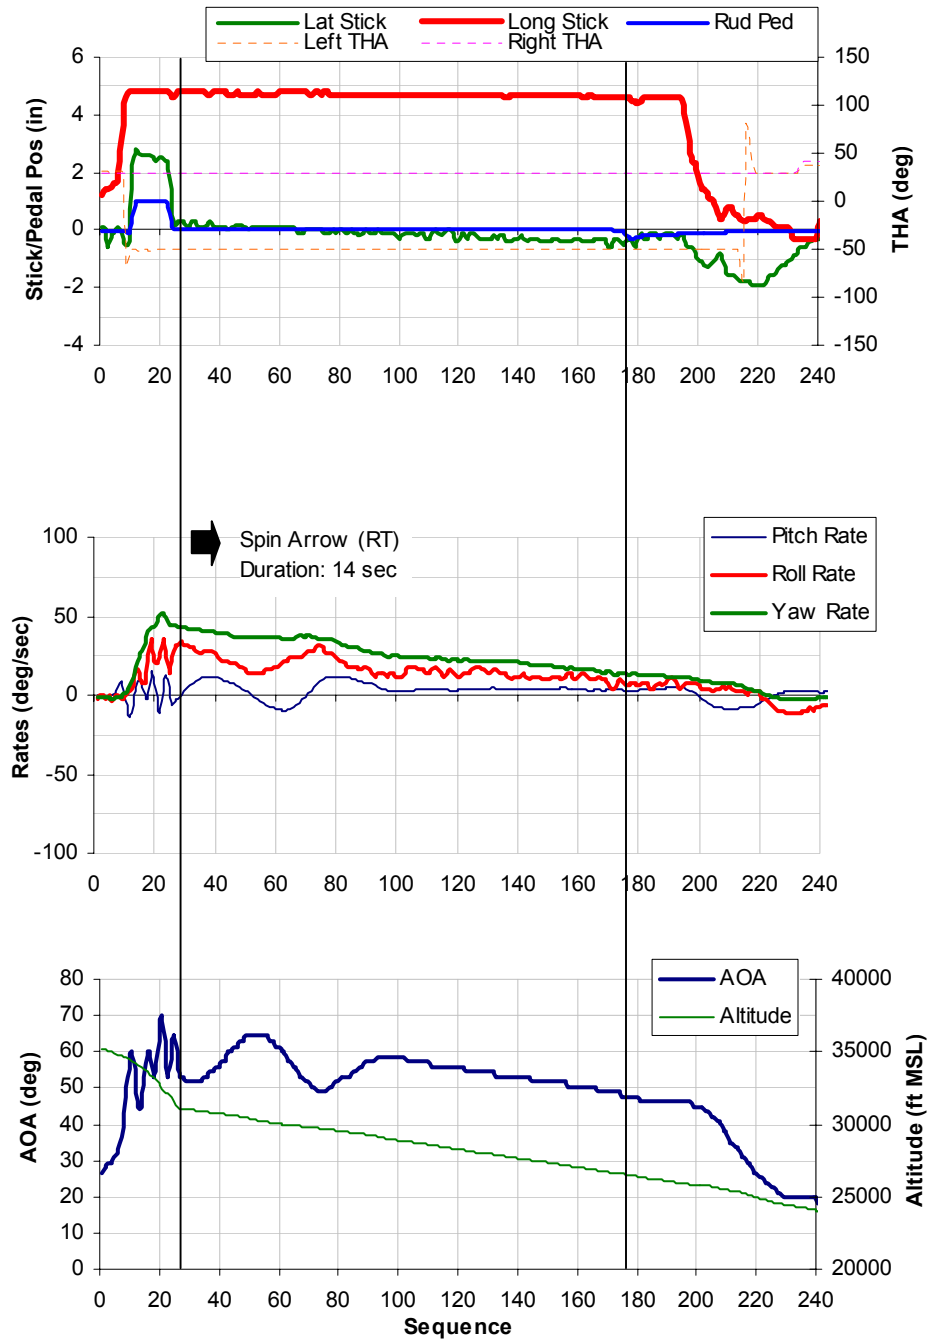 Lat Stick Long Stick Rud Ped
Left THA Right THA
6
4
2
0
-2
-4
Stick/Pedal Pos (in)
150
100
50
0
-50
-100
-150
THA (deg)
0 20 40 60 80 100 120 140 160 180 200 220 240
Spin Arrow (RT)
Duration: 14 sec
Pitch Rate
Roll Rate
Yaw Rate
100
50
0
-50
-100
Rates (deg/sec)
0 20 40 60 80 100 120 140 160 180 200 220 240
AOA
Altitude
80
70
60
50
40
30
20
10
0
AOA (deg)
40000
35000
30000
25000
20000
Altitude (ft MSL)
0 20 40 60 80 100 120 140 160 180 200 220 240
Sequence